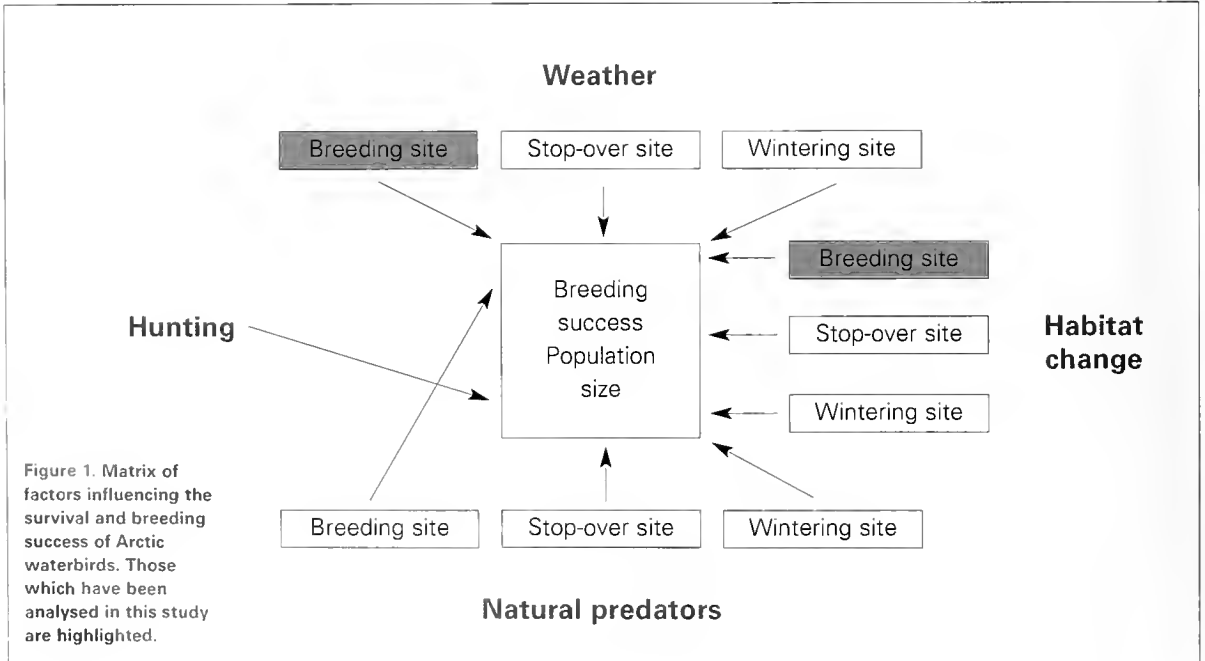 Weather
Breeding site
Stop-over site
Wintering site
Breeding site
Stop-over site
Wintering site
Habitat
change
Hunting
Breeding
success
Population
size
Breeding site
Stop-over site
Wintering site
Natural predators
Figure 1. Matrix of
factors influencing the
survival and breeding
success of Arctic
waterbirds. Those
which have been
analysed in this study
are highlighted.